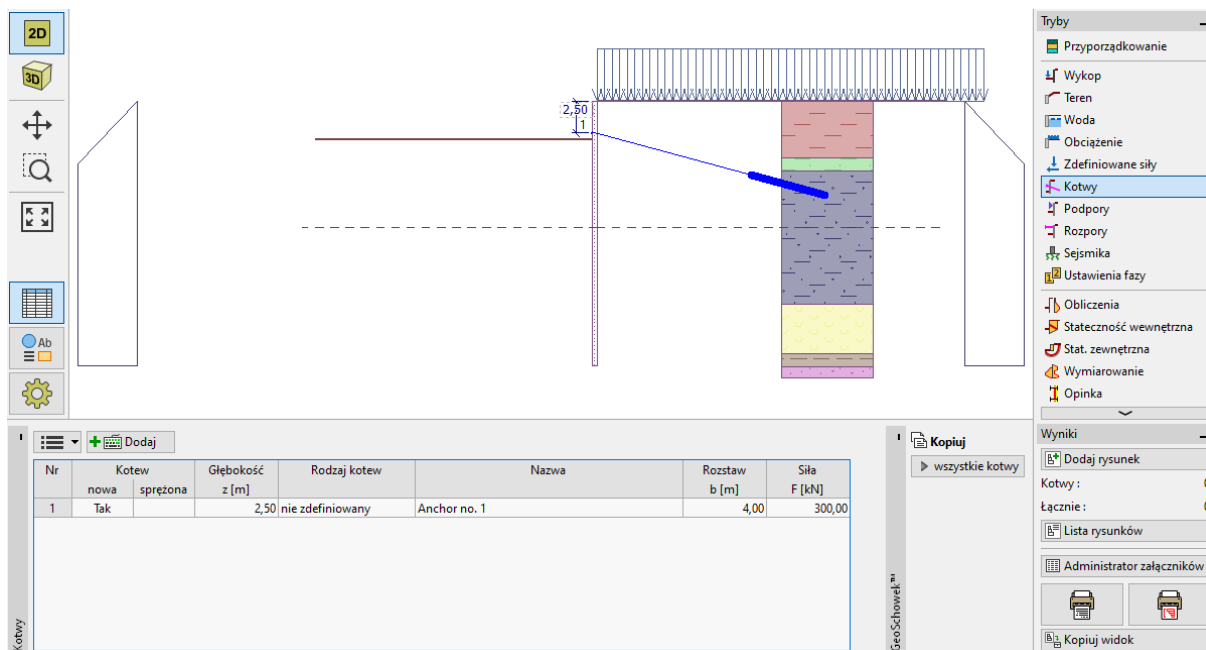 2D
3D
Ab
2,50
1
Tryby
Przyporządkowanie
Wykop
Teren
Woda
Obciążenie
Zdefiniowane siły
Kotwy
Podpory
Rozpory
Sejsmika
Ustawienia fazy
Obliczenia
Stateczność wewnętrzna
Stat. zewnętrzna
Wymiarowanie
Opinka
Kotwy
Dodaj
Nr Kotew Głębokość Rodzaj kotew Nazwa Rozstaw Siła
nowa sprężona z [m] b [m] F [kN]
1 Tak 2,50 nie zdefiniowany Anchor no. 1 4,00 300,00
GeoSchowek™
Kopiuj
wszystkie kotwy
Wyniki
Dodaj rysunek
Kotwy :
Łącznie :
Lista rysunków
Administrator załączników
Kopiuj widok